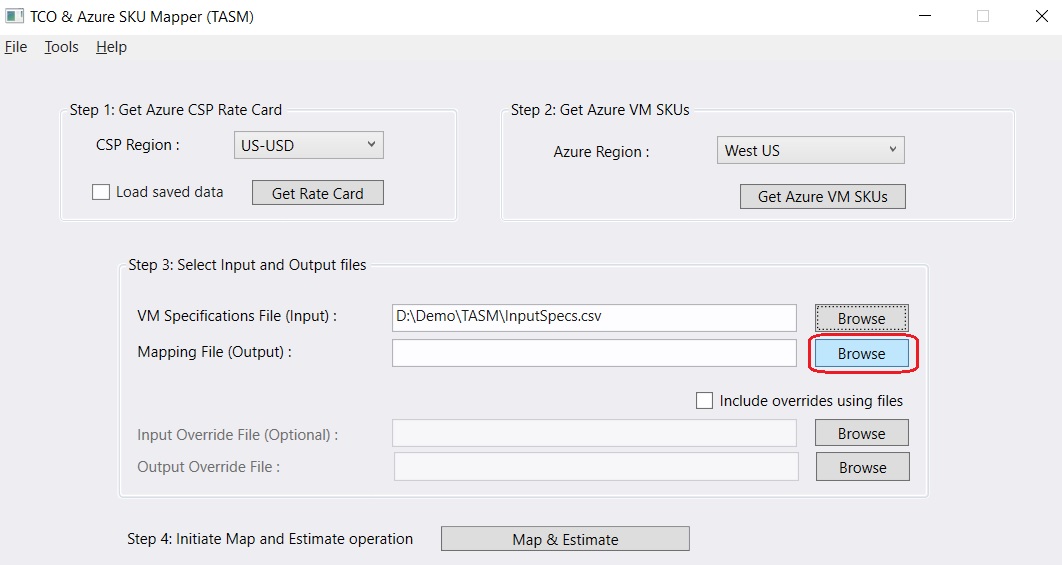 TCO & Azure SKU Mapper (TASM)
File Tools Help
Step 1: Get Azure CSP Rate Card
CSP Region : US-USD
Load saved data Get Rate Card
Step 2: Get Azure VM SKUs
Azure Region : West US
Get Azure VM SKUs
Step 3: Select Input and Output files
VM Specifications File (Input) : D:\Demo\TASM\InputSpecs.csv Browse
Mapping File (Output) : Browse
Include overrides using files
Input Override File (Optional) : Browse
Output Override File : Browse
Step 4: Initiate Map and Estimate operation Map & Estimate